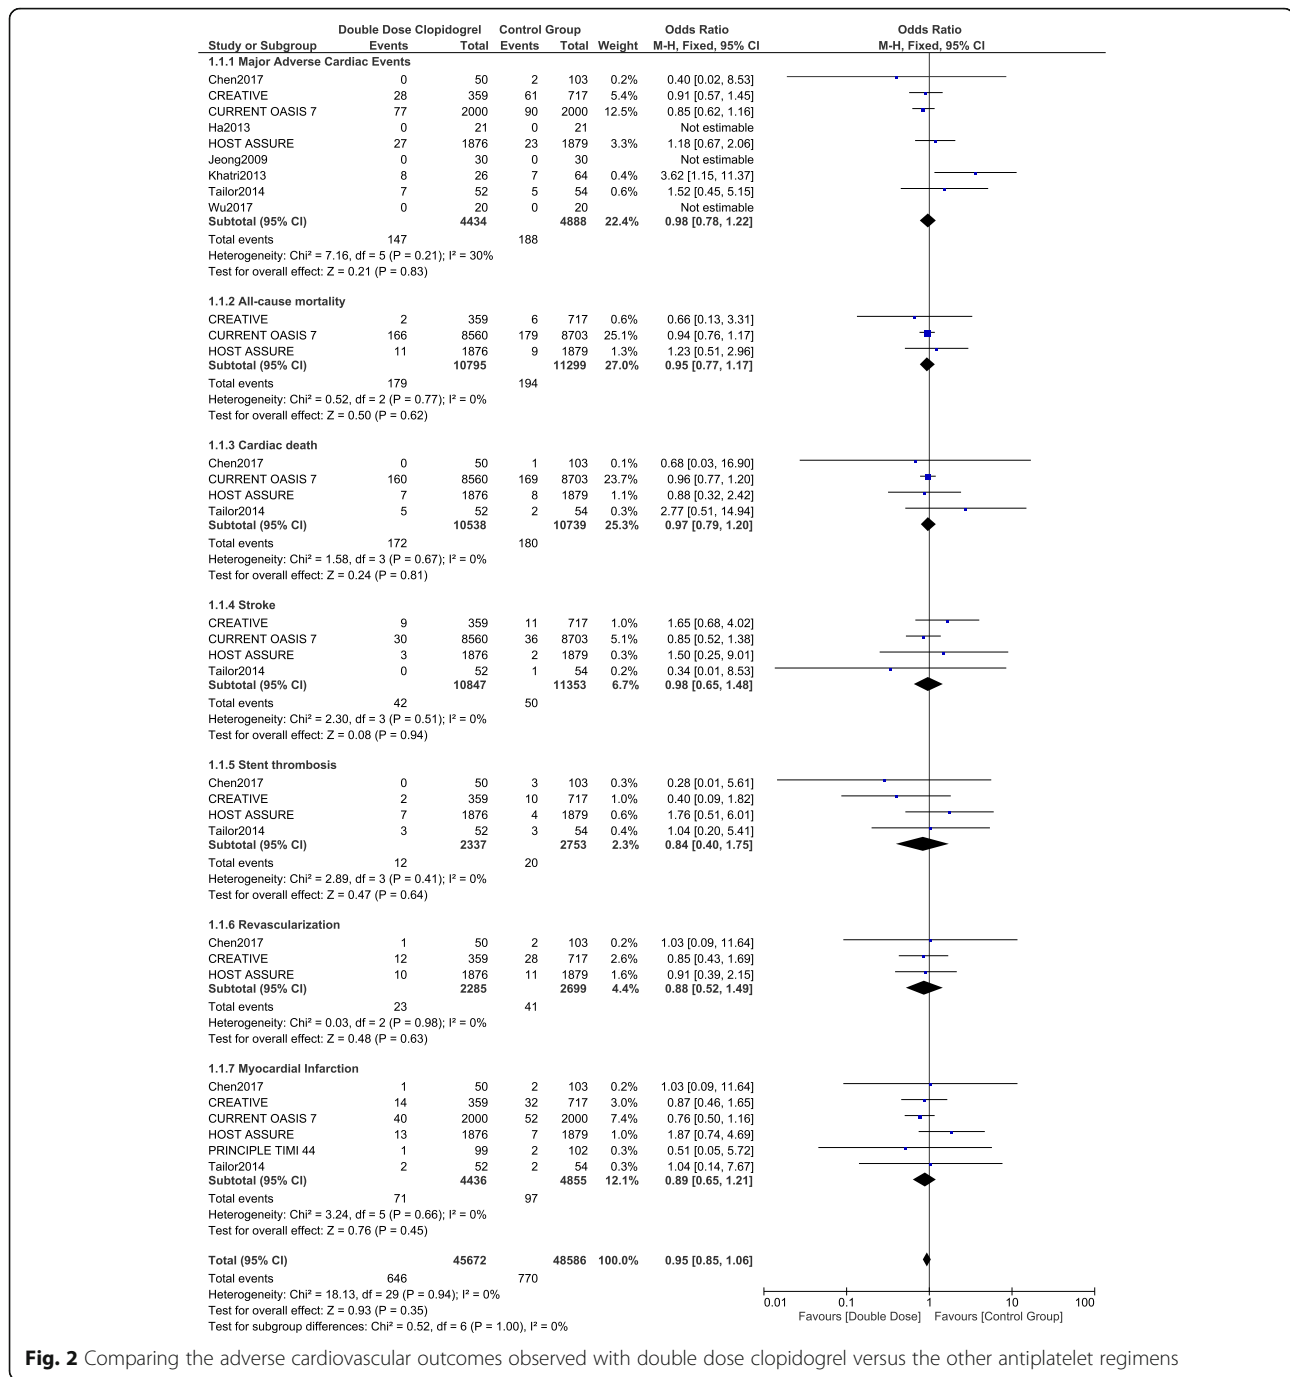 Double Dose Clopidogrel Control Group Odds Ratio Odds Ratio
Study or Subgroup Events Total Events Total Weight M-H, Fixed, 95% CI M-H, Fixed, 95% CI
1.1.1 Major Adverse Cardiac Events
Chen2017 0 50 2 103 0.2% 0.40 [0.02, 8.53]
CREATIVE 28 359 61 717 5.4% 0.91 [0.57, 1.45]
CURRENT OASIS 7 77 2000 90 2000 12.5% 0.85 [0.62, 1.16]
Ha2013 0 21 0 21 Not estimable
HOST ASSURE 27 1876 23 1879 3.3% 1.18 [0.67, 2.06]
Jeong2009 0 30 0 30 Not estimable
Khatri2013 8 26 7 64 0.4% 3.62 [1.15, 11.37]
Tailor2014 7 52 5 54 0.6% 1.52 [0.45, 5.15]
Wu2017 0 20 0 20 Not estimable
Subtotal (95% CI) 4434 4888 22.4% 0.98 [0.78, 1.22]
Total events 147 188
Heterogeneity: Chi² = 7.16, df = 5 (P = 0.21); I² = 30%
Test for overall effect: Z = 0.21 (P = 0.83)
1.1.2 All-cause mortality
CREATIVE 2 359 6 717 0.6% 0.66 [0.13, 3.31]
CURRENT OASIS 7 166 8560 179 8703 25.1% 0.94 [0.76, 1.17]
HOST ASSURE 11 1876 9 1879 1.3% 1.23 [0.51, 2.96]
Subtotal (95% CI) 10795 11299 27.0% 0.95 [0.77, 1.17]
Total events 179 194
Heterogeneity: Chi² = 0.52, df = 2 (P = 0.77); I² = 0%
Test for overall effect: Z = 0.50 (P = 0.62)
1.1.3 Cardiac death
Chen2017 0 50 1 103 0.1% 0.68 [0.03, 16.90]
CURRENT OASIS 7 160 8560 169 8703 23.7% 0.96 [0.77, 1.20]
HOST ASSURE 7 1876 8 1879 1.1% 0.88 [0.32, 2.42]
Tailor2014 5 52 2 54 0.3% 2.77 [0.51, 14.94]
Subtotal (95% CI) 10538 10739 25.3% 0.97 [0.79, 1.20]
Total events 172 180
Heterogeneity: Chi² = 1.58, df = 3 (P = 0.67); I² = 0%
Test for overall effect: Z = 0.24 (P = 0.81)
1.1.4 Stroke
CREATIVE 9 359 11 717 1.0% 1.65 [0.68, 4.02]
CURRENT OASIS 7 30 8560 36 8703 5.1% 0.85 [0.52, 1.38]
HOST ASSURE 3 1876 2 1879 0.3% 1.50 [0.25, 9.01]
Tailor2014 0 52 1 54 0.2% 0.34 [0.01, 8.53]
Subtotal (95% CI) 10847 11353 6.7% 0.98 [0.65, 1.48]
Total events 42 50
Heterogeneity: Chi² = 2.30, df = 3 (P = 0.51); I² = 0%
Test for overall effect: Z = 0.08 (P = 0.94)
1.1.5 Stent thrombosis
Chen2017 0 50 3 103 0.3% 0.28 [0.01, 5.61]
CREATIVE 2 359 10 717 1.0% 0.40 [0.09, 1.82]
HOST ASSURE 7 1876 4 1879 0.6% 1.76 [0.51, 6.01]
Tailor2014 3 52 3 54 0.4% 1.04 [0.20, 5.41]
Subtotal (95% CI) 2337 2753 2.3% 0.84 [0.40, 1.75]
Total events 12 20
Heterogeneity: Chi² = 2.89, df = 3 (P = 0.41); I² = 0%
Test for overall effect: Z = 0.47 (P = 0.64)
1.1.6 Revascularization
Chen2017 1 50 2 103 0.2% 1.03 [0.09, 11.64]
CREATIVE 12 359 28 717 2.6% 0.85 [0.43, 1.69]
HOST ASSURE 10 1876 11 1879 1.6% 0.91 [0.39, 2.15]
Subtotal (95% CI) 2285 2699 4.4% 0.88 [0.52, 1.49]
Total events 23 41
Heterogeneity: Chi² = 0.03, df = 2 (P = 0.98); I² = 0%
Test for overall effect: Z = 0.48 (P = 0.63)
1.1.7 Myocardial Infarction
Chen2017 1 50 2 103 0.2% 1.03 [0.09, 11.64]
CREATIVE 14 359 32 717 3.0% 0.87 [0.46, 1.65]
CURRENT OASIS 7 40 2000 52 2000 7.4% 0.76 [0.50, 1.16]
HOST ASSURE 13 1876 7 1879 1.0% 1.87 [0.74, 4.69]
PRINCIPLE TIMI 44 1 99 2 102 0.3% 0.51 [0.05, 5.72]
Tailor2014 2 52 2 54 0.3% 1.04 [0.14, 7.67]
Subtotal (95% CI) 4436 4855 12.1% 0.89 [0.65, 1.21]
Total events 71 97
Heterogeneity: Chi² = 3.24, df = 5 (P = 0.66); I² = 0%
Test for overall effect: Z = 0.76 (P = 0.45)
Total (95% CI) 45672 48586 100.0% 0.95 [0.85, 1.06]
Total events 646 770
Heterogeneity: Chi² = 18.13, df = 29 (P = 0.94); I² = 0%
Test for overall effect: Z = 0.93 (P = 0.35)
Test for subgroup differences: Chi² = 0.52, df = 6 (P = 1.00), I² = 0%
0.01 0.1 1 10 100
Favours [Double Dose] Favours [Control Group]
Fig. 2 Comparing the adverse cardiovascular outcomes observed with double dose clopidogrel versus the other antiplatelet regimens